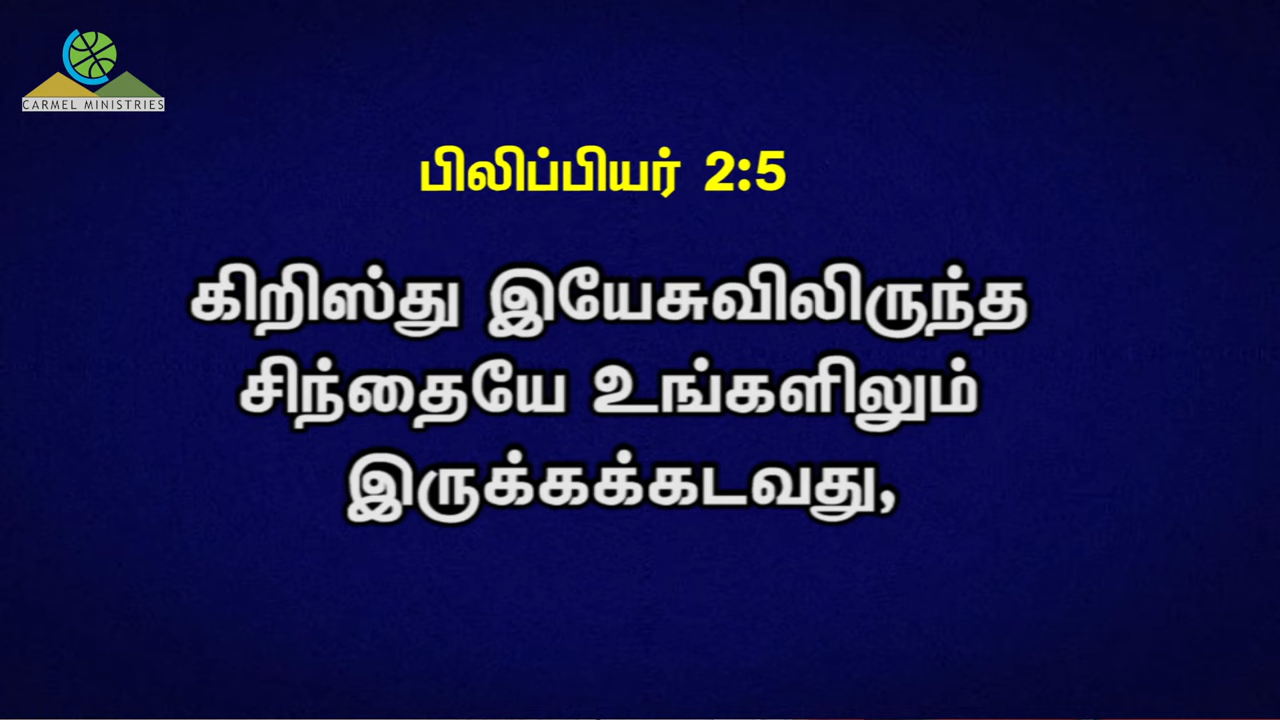 CARMEL MINISTRIES
பிலிப்பியர் 2:5
கிறிஸ்து இயேசுவிலிருந்த
சிந்தையே உங்களிலும்
இருக்கக்கடவது,